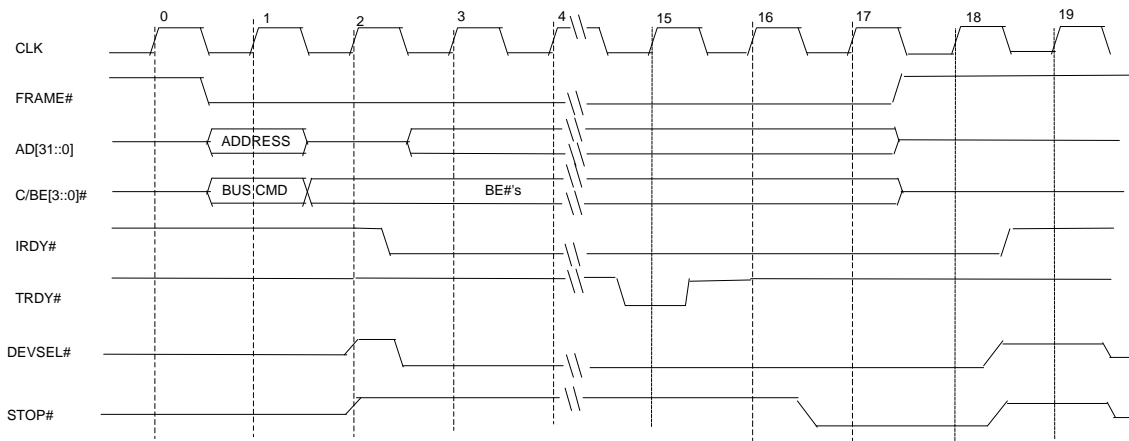 0 1 2 3 4 15 16 17 18 19
CLK
FRAME#
AD[31::0] ADDRESS
C/BE[3::0]# BUS CMD BE#'s
IRDY#
TRDY#
DEVSEL#
STOP#